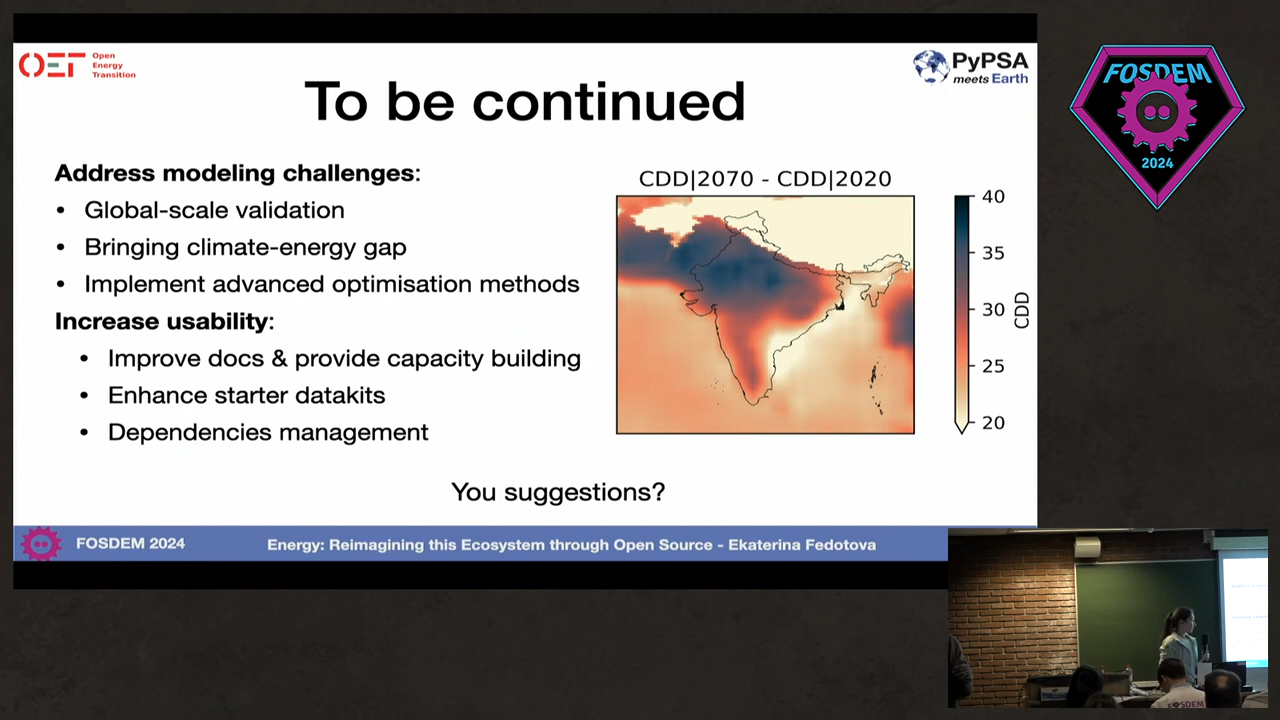 OET Open
Energy
Transition
PyPSA
meets Earth
To be continued
Address modeling challenges:
• Global-scale validation
• Bringing climate-energy gap
• Implement advanced optimisation methods
Increase usability:
• Improve docs & provide capacity building
• Enhance starter datakits
• Dependencies management
CDD|2070 - CDD|2020
40
35
30
25
20
CDD
You suggestions?
FOSDEM 2024
Energy: Reimagining this Ecosystem through Open Source - Ekaterina Fedotova
FOSDEM
2024
FOSDEM